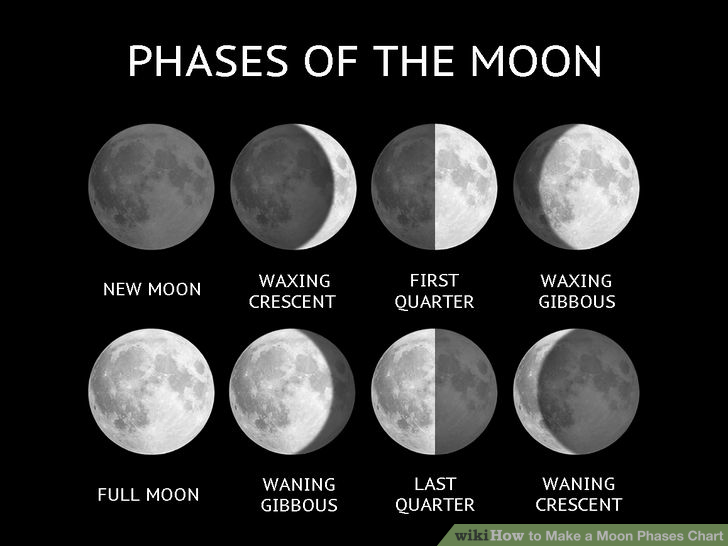 PHASES OF THE MOON
NEW MOON
WAXING
CRESCENT
FIRST
QUARTER
WAXING
GIBBOUS
FULL MOON
WANING
GIBBOUS
LAST
QUARTER
WANING
CRESCENT
wikiHow to Make a Moon Phases Chart